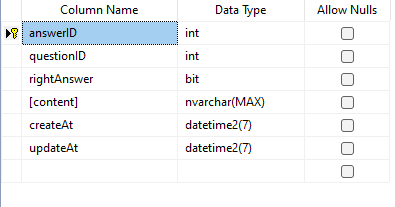 Column Name Data Type Allow Nulls
answerID int
questionID int
rightAnswer bit
[content] nvarchar(MAX)
createAt datetime2(7)
updateAt datetime2(7)